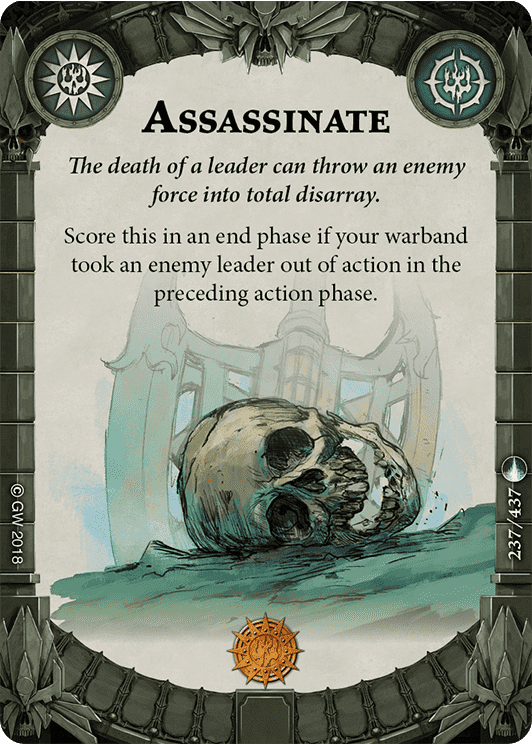 ASSASSINATE
The death of a leader can throw an enemy
force into total disarray.
Score this in an end phase if your warband
took an enemy leader out of action in the
preceding action phase.
© GW 2018
237/437